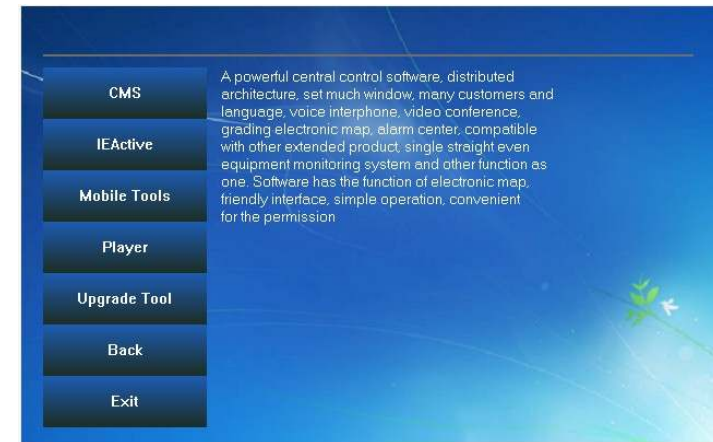 CMS
IEActive
Mobile Tools
Player
Upgrade Tool
Back
Exit
A powerful central control software, distributed
architecture, set much window, many customers and
language, voice interphone, video conference,
grading electronic map, alarm center, compatible
with other extended product, single straight even
equipment monitoring system and other function as
one. Software has the function of electronic map,
friendly interface, simple operation, convenient
for the permission